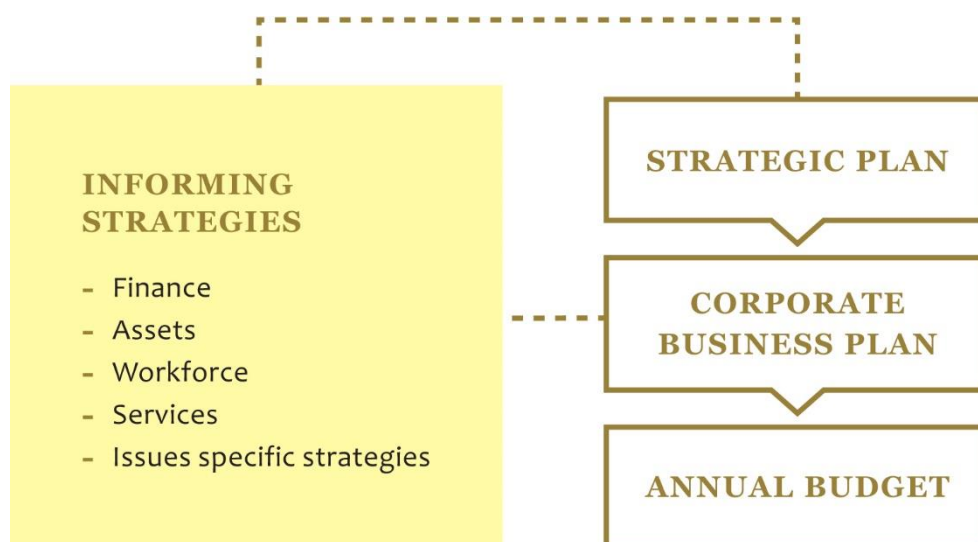 INFORMING
STRATEGIES
- Finance
- Assets
- Workforce
- Services
- Issues specific strategies
STRATEGIC PLAN
CORPORATE
BUSINESS PLAN
ANNUAL BUDGET